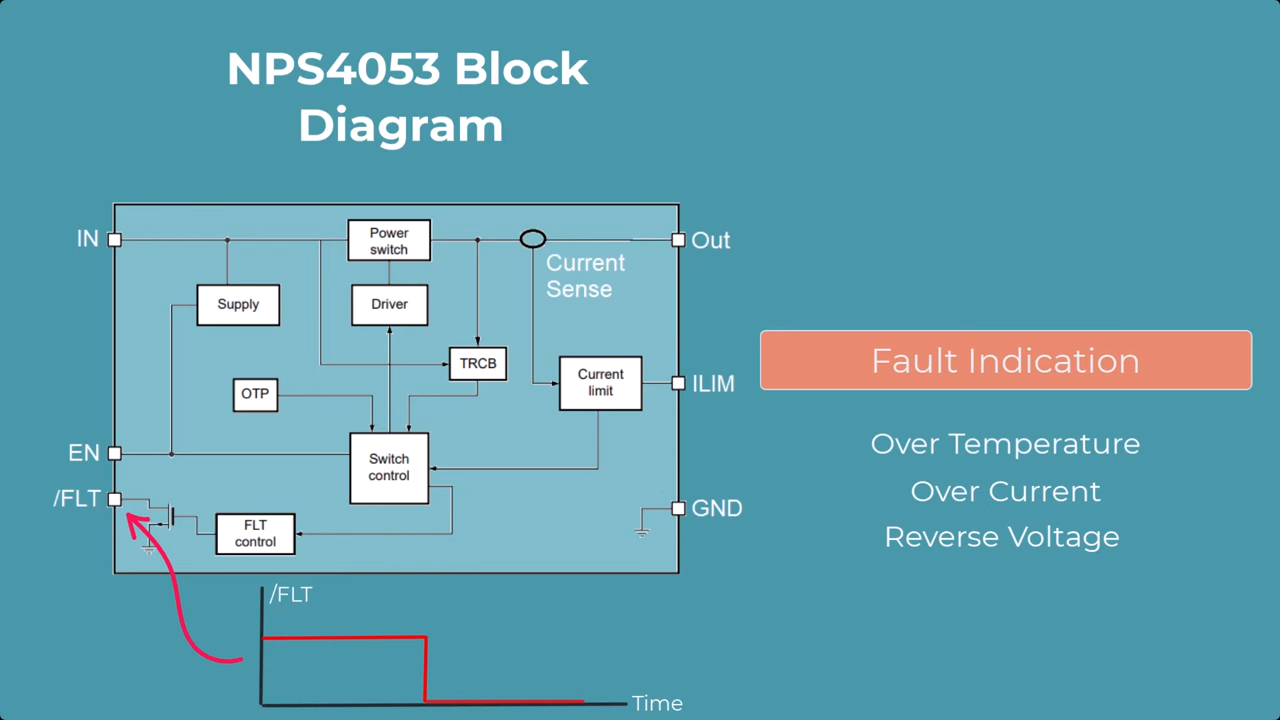 NPS4053 Block
Diagram
IN
Power
switch
Out
Current
Sense
Supply
Driver
TRCB
Current
limit
ILIM
OTP
EN
Switch
control
/FLT
FLT
control
GND
/FLT
Time
Fault Indication
Over Temperature
Over Current
Reverse Voltage